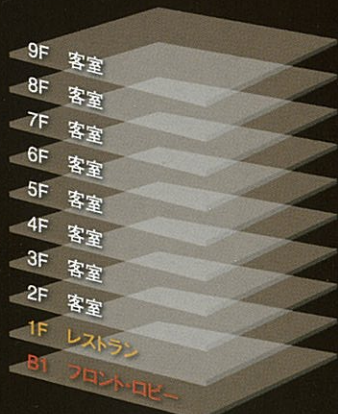 9F 客室
8F 客室
7F 客室
6F 客室
5F 客室
4F 客室
3F 客室
2F 客室
1F レストラン
B1 フロント・ロビー